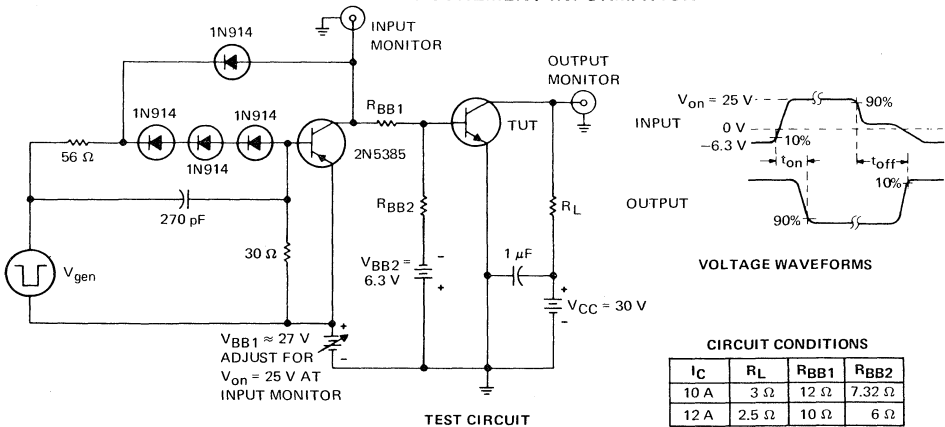 INPUT
MONITOR
1N914
OUTPUT
MONITOR
1N914
1N914
1N914
RBB1
TUT
2N5385
56 Ω
270 pF
30 Ω
Vgen
RBB2
RL
VBB2 =
6.3 V
-
+
1 μF
+
VCC = 30 V
-
VBB1 ≈ 27 V
ADJUST FOR
Von = 25 V AT
INPUT MONITOR
+
-
TEST CIRCUIT
Von = 25 V
INPUT
0 V
-6.3 V
90%
10%
ton
toff
10%
OUTPUT
90%
VOLTAGE WAVEFORMS
CIRCUIT CONDITIONS
IC RL RBB1 RBB2
10 A 3 Ω 12 Ω 7.32 Ω
12 A 2.5 Ω 10 Ω 6 Ω